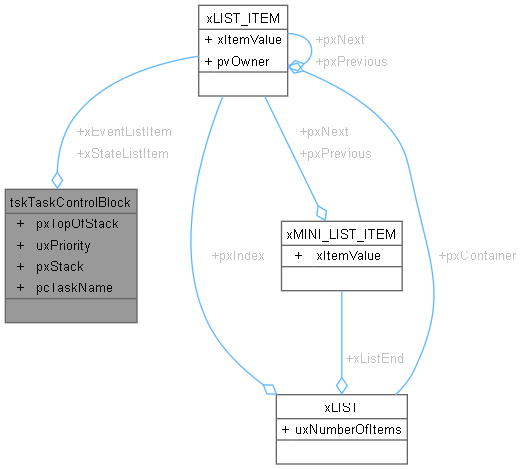 xLIST_ITEM
+ xItemValue
+ pvOwner
+pxNext
+pxPrevious
+xEventListItem
+xStateListItem
+pxNext
+pxPrevious
tskTaskControlBlock
+ pxTopOfStack
+ uxPriority
+ pxStack
+ pcTaskName
xMINI_LIST_ITEM
+ xItemValue
+pxIndex
+pxContainer
+xListEnd
xLIST
+ uxNumberOfItems